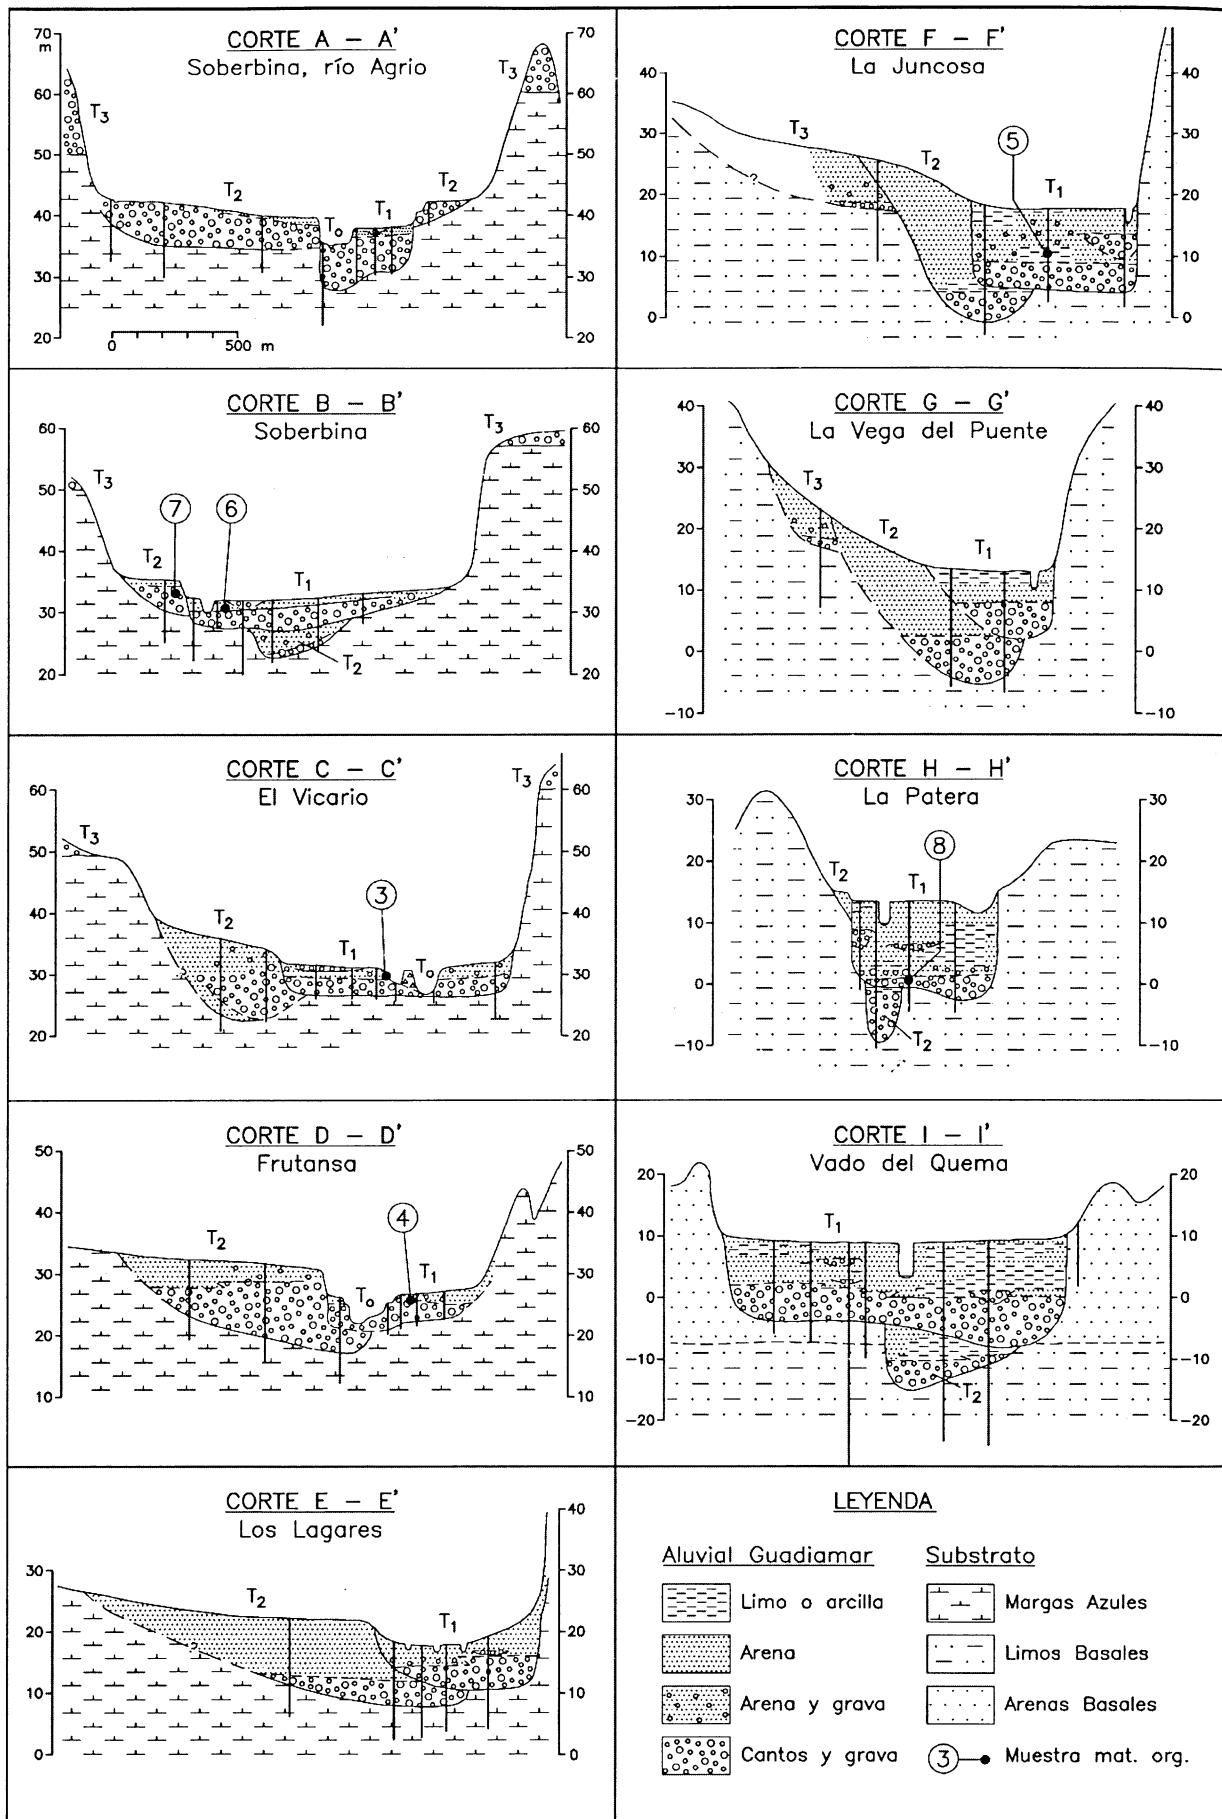 CORTE A – A'
Soberbina, río Agrio
70
m
60
50
40
30
20
70
60
50
40
30
20
T3
T2
To
T1
T2
T3
0 500 m
CORTE B – B'
Soberbina
60
50
40
30
20
60
50
40
30
20
T3
7
6
T2
T1
T2
T3
CORTE C – C'
El Vicario
60
50
40
30
20
60
50
40
30
20
T3
T2
3
T1
To
T3
CORTE D – D'
Frutansa
50
40
30
20
10
50
40
30
20
10
T2
To
4
T1
CORTE E – E'
Los Lagares
30
20
10
0
40
30
20
10
0
T2
?
T1
CORTE F – F'
La Juncosa
40
30
20
10
0
40
30
20
10
0
T3
?
T2
5
T1
CORTE G – G'
La Vega del Puente
40
30
20
10
0
−10
40
30
20
10
0
−10
T3
T2
T1
CORTE H – H'
La Patera
30
20
10
0
−10
30
20
10
0
−10
T2
T1
8
T2
CORTE I – I'
Vado del Quema
20
10
0
−10
−20
20
10
0
−10
−20
T1
T2
LEYENDA
Aluvial Guadiamar
Limo o arcilla
Arena
Arena y grava
Cantos y grava
Substrato
Margas Azules
Limos Basales
Arenas Basales
3 Muestra mat. org.